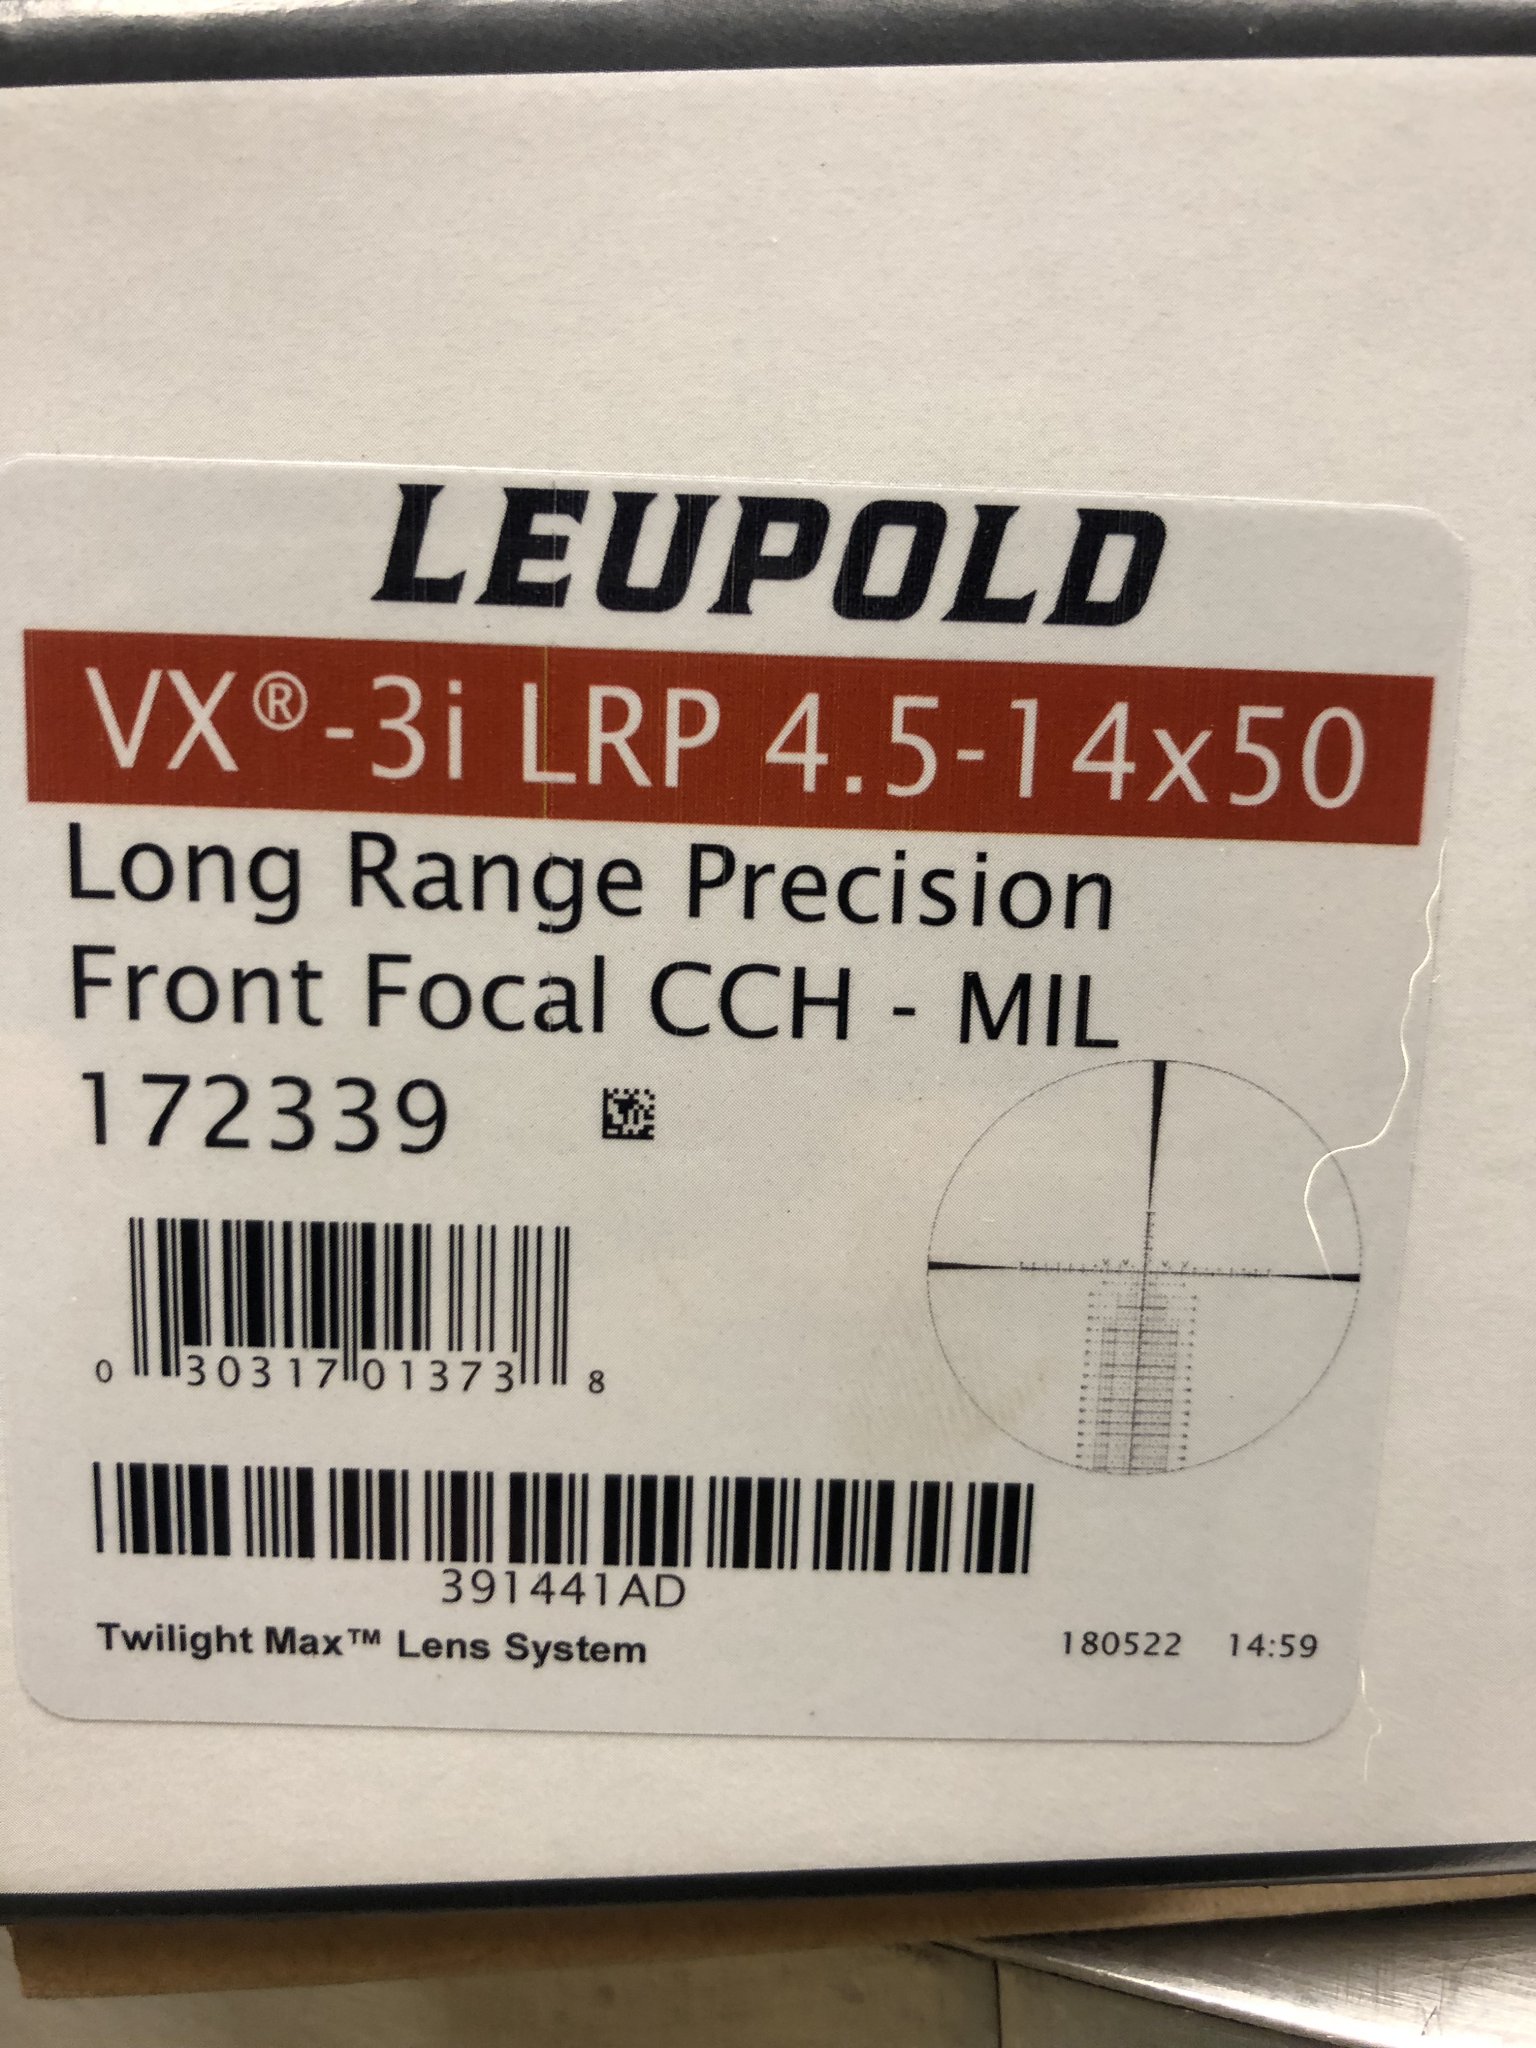 LEUPOLD
VX®-3i LRP 4.5-14x50
Long Range Precision
Front Focal CCH - MIL
172339
0 30317 01373 8
391441AD
Twilight Max™ Lens System
180522 14:59